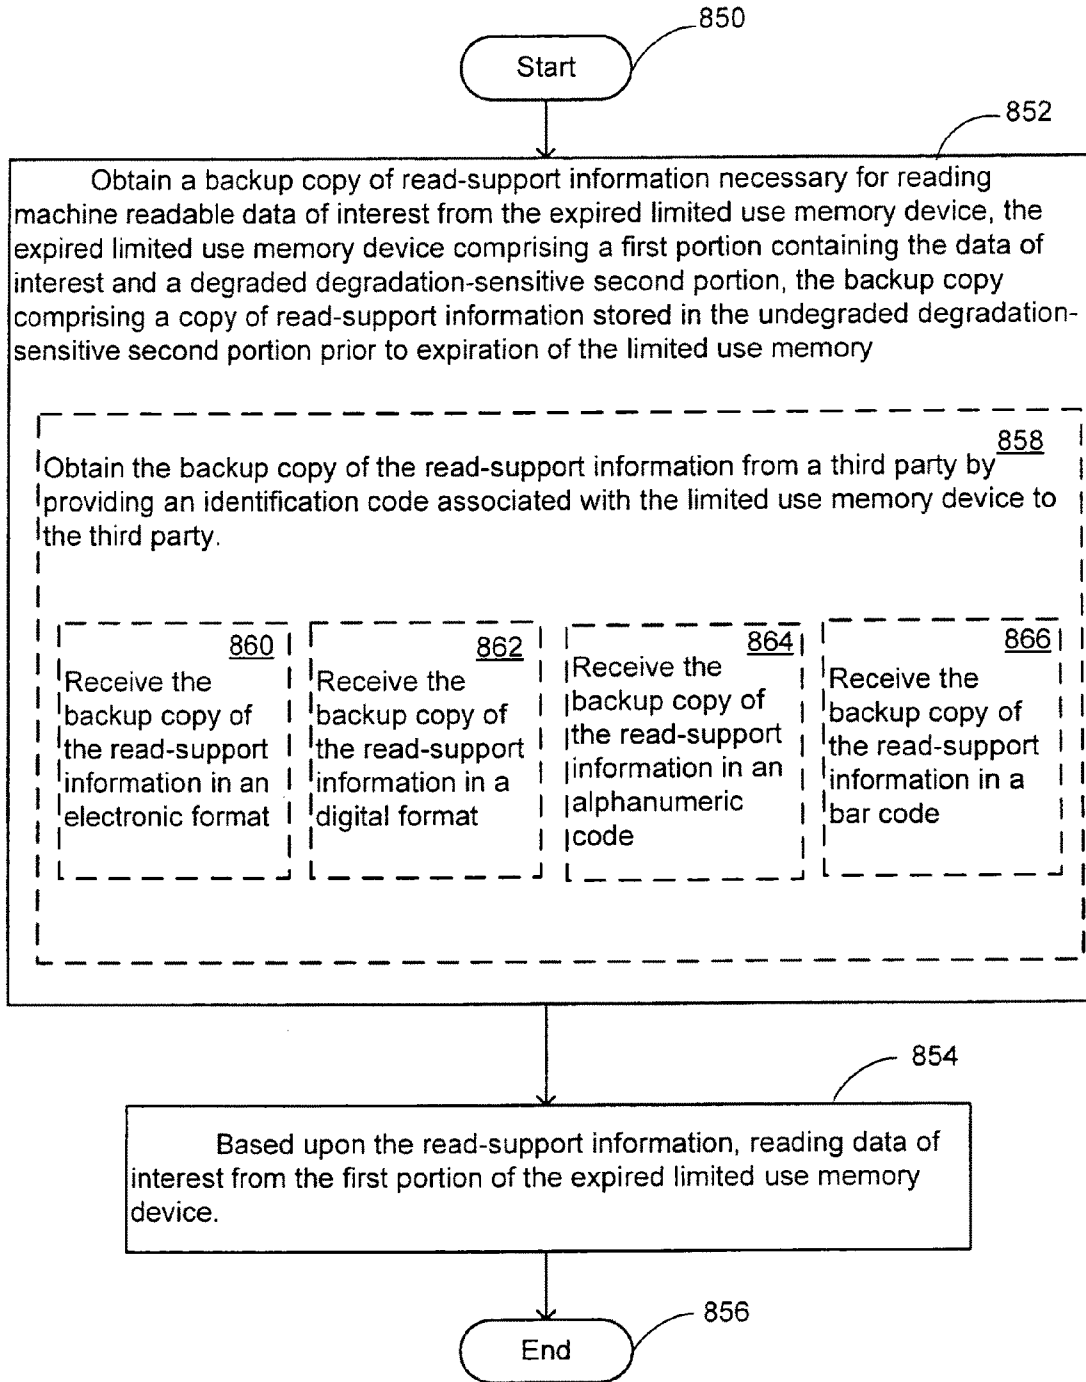 850
Start
852
Obtain a backup copy of read-support information necessary for reading
machine readable data of interest from the expired limited use memory device, the
expired limited use memory device comprising a first portion containing the data of
interest and a degraded degradation-sensitive second portion, the backup copy
comprising a copy of read-support information stored in the undegraded degradation-
sensitive second portion prior to expiration of the limited use memory
858
Obtain the backup copy of the read-support information from a third party by
providing an identification code associated with the limited use memory device to
the third party.
860
Receive the
backup copy of
the read-support
information in an
electronic format
862
Receive the
backup copy of
the read-support
information in a
digital format
864
Receive the
backup copy of
the read-support
information in an
alphanumeric
code
866
Receive the
backup copy of
the read-support
information in a
bar code
854
Based upon the read-support information, reading data of
interest from the first portion of the expired limited use memory
device.
856
End